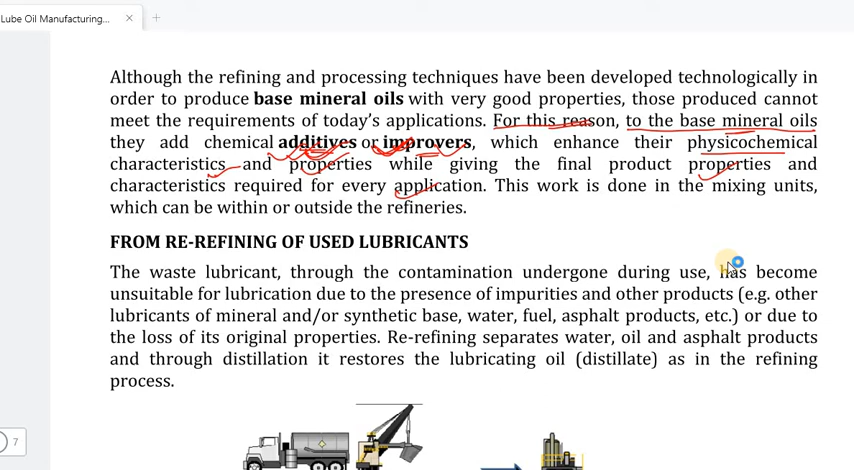 Lube Oil Manufacturing...
Although the refining and processing techniques have been developed technologically in
order to produce base mineral oils with very good properties, those produced cannot
meet the requirements of today's applications. For this reason, to the base mineral oils
they add chemical additives or improvers, which enhance their physicochemical
characteristics and properties while giving the final product properties and
characteristics required for every application. This work is done in the mixing units,
which can be within or outside the refineries.
FROM RE-REFINING OF USED LUBRICANTS
The waste lubricant, through the contamination undergone during use, has become
unsuitable for lubrication due to the presence of impurities and other products (e.g. other
lubricants of mineral and/or synthetic base, water, fuel, asphalt products, etc.) or due to
the loss of its original properties. Re-refining separates water, oil and asphalt products
and through distillation it restores the lubricating oil (distillate) as in the refining
process.
7